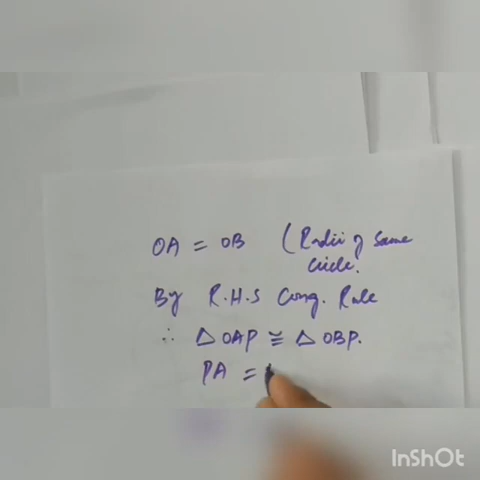 OA = OB (Radii of same
circle.
By R.H.S Cong. Rule
∴ △ OAP ≅ △ OBP.
PA =
InShOt